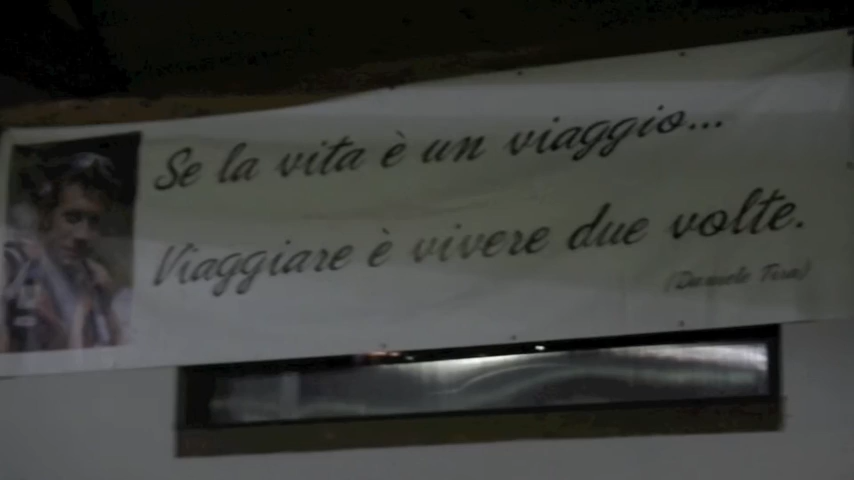 Se la vita è un viaggio...
Viaggiare è vivere due volte.